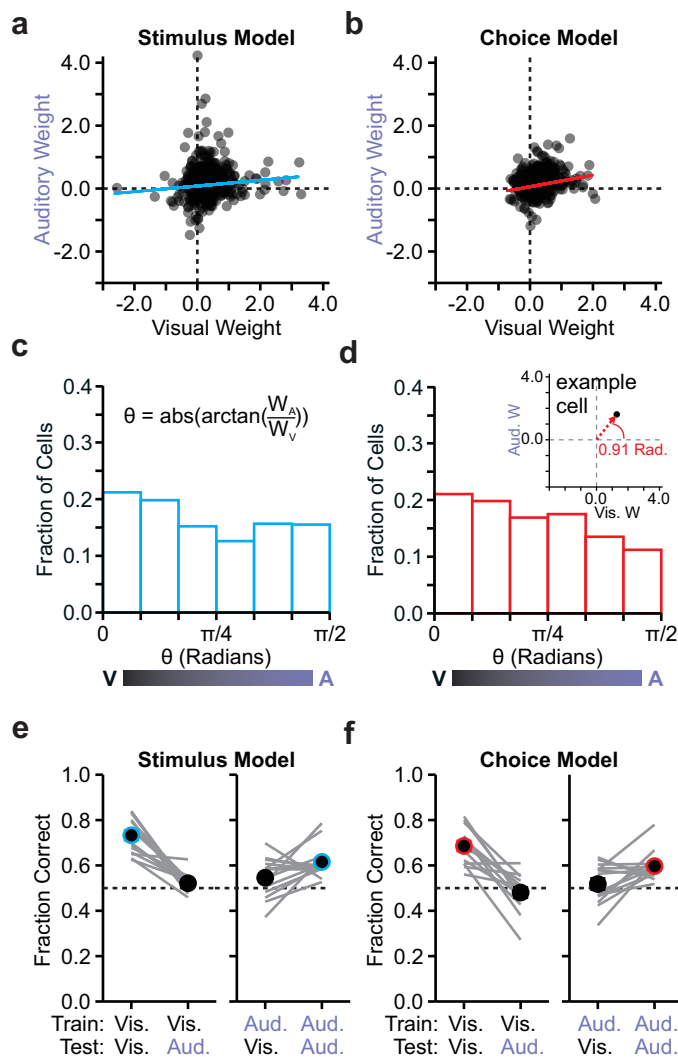 a
Stimulus Model
4.0
2.0
0.0
-2.0
Auditory Weight
-2.0 0.0 2.0 4.0
Visual Weight
b
Choice Model
4.0
2.0
0.0
-2.0
Auditory Weight
-2.0 0.0 2.0 4.0
Visual Weight
c
0.4
0.3
0.2
0.1
0.0
Fraction of Cells
θ = abs(arctan(W_A/W_V))
0 π/4 π/2
θ (Radians)
V A
d
0.4
0.3
0.2
0.1
0.0
Fraction of Cells
4.0
0.0
Aud. W
example
cell
0.91 Rad.
0.0 4.0
Vis. W
0 π/4 π/2
θ (Radians)
V A
e
Stimulus Model
1.0
0.8
0.6
0.4
0.2
0.0
Fraction Correct
Train: Vis. Vis. Aud. Aud.
Test: Vis. Aud. Vis. Aud.
f
Choice Model
1.0
0.8
0.6
0.4
0.2
0.0
Fraction Correct
Train: Vis. Vis. Aud. Aud.
Test: Vis. Aud. Vis. Aud.